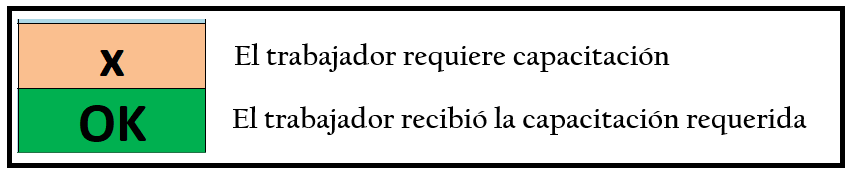 x El trabajador requiere capacitación
OK El trabajador recibió la capacitación requerida